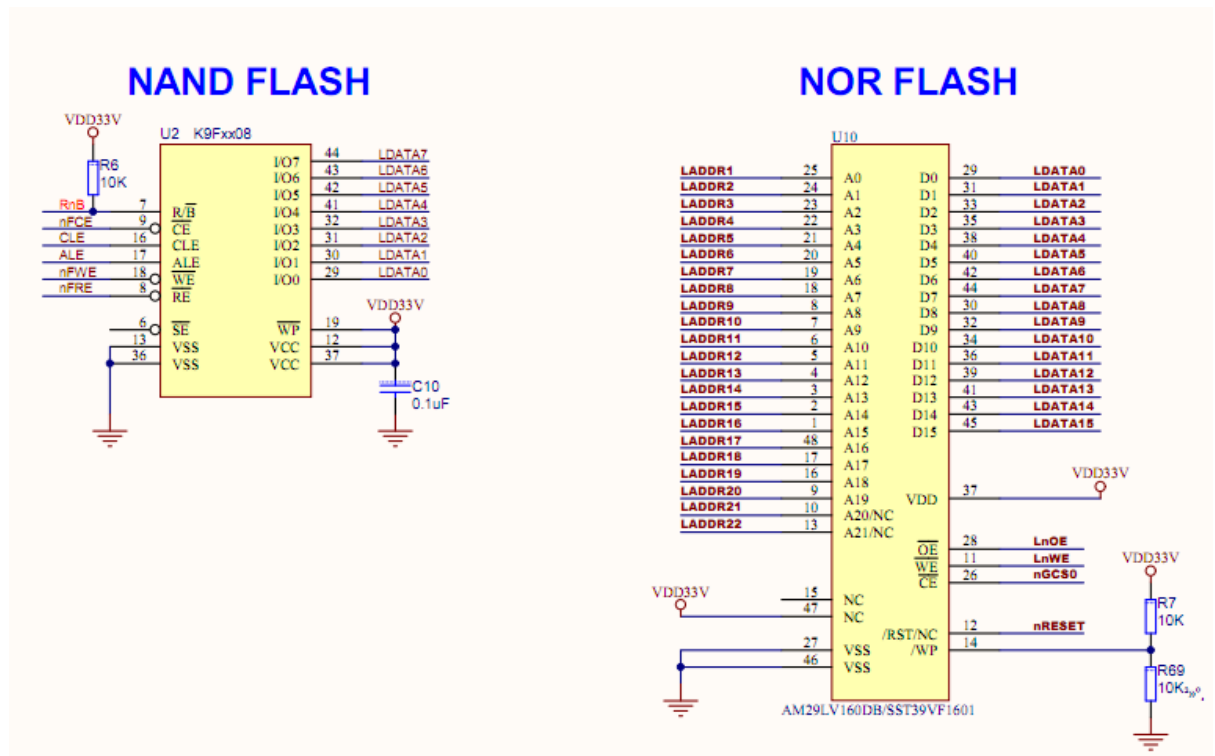 NAND FLASH
VDD33V
U2 K9Fxx08
R6
10K
RnB 7 R/B I/O7 44 LDATA7
nFCE 9 CE I/O6 43 LDATA6
CLE 16 CLE I/O5 42 LDATA5
ALE 17 ALE I/O4 41 LDATA4
nFWE 18 WE I/O3 32 LDATA3
nFRE 8 RE I/O2 31 LDATA2
I/O1 30 LDATA1
I/O0 29 LDATA0
VDD33V
6 SE WP 19
13 VSS VCC 12
36 VSS VCC 37
C10
0.1uF
NOR FLASH
U10
LADDR1 25 A0 D0 29 LDATA0
LADDR2 24 A1 D1 31 LDATA1
LADDR3 23 A2 D2 33 LDATA2
LADDR4 22 A3 D3 35 LDATA3
LADDR5 21 A4 D4 38 LDATA4
LADDR6 20 A5 D5 40 LDATA5
LADDR7 19 A6 D6 42 LDATA6
LADDR8 18 A7 D7 44 LDATA7
LADDR9 8 A8 D8 30 LDATA8
LADDR10 7 A9 D9 32 LDATA9
LADDR11 6 A10 D10 34 LDATA10
LADDR12 5 A11 D11 36 LDATA11
LADDR13 4 A12 D12 39 LDATA12
LADDR14 3 A13 D13 41 LDATA13
LADDR15 2 A14 D14 43 LDATA14
LADDR16 1 A15 D15 45 LDATA15
LADDR17 48 A16
LADDR18 17 A17
LADDR19 16 A18
LADDR20 9 A19 VDD 37 VDD33V
LADDR21 10 A20/NC
LADDR22 13 A21/NC
OE 28 LnOE
WE 11 LnWE
CE 26 nGCS0
VDD33V
VDD33V
15 NC
47 NC
R7
10K
/RST/NC 12 nRESET
27 VSS /WP 14
46 VSS
R69
10K
AM29LV160DB/SST39VF1601